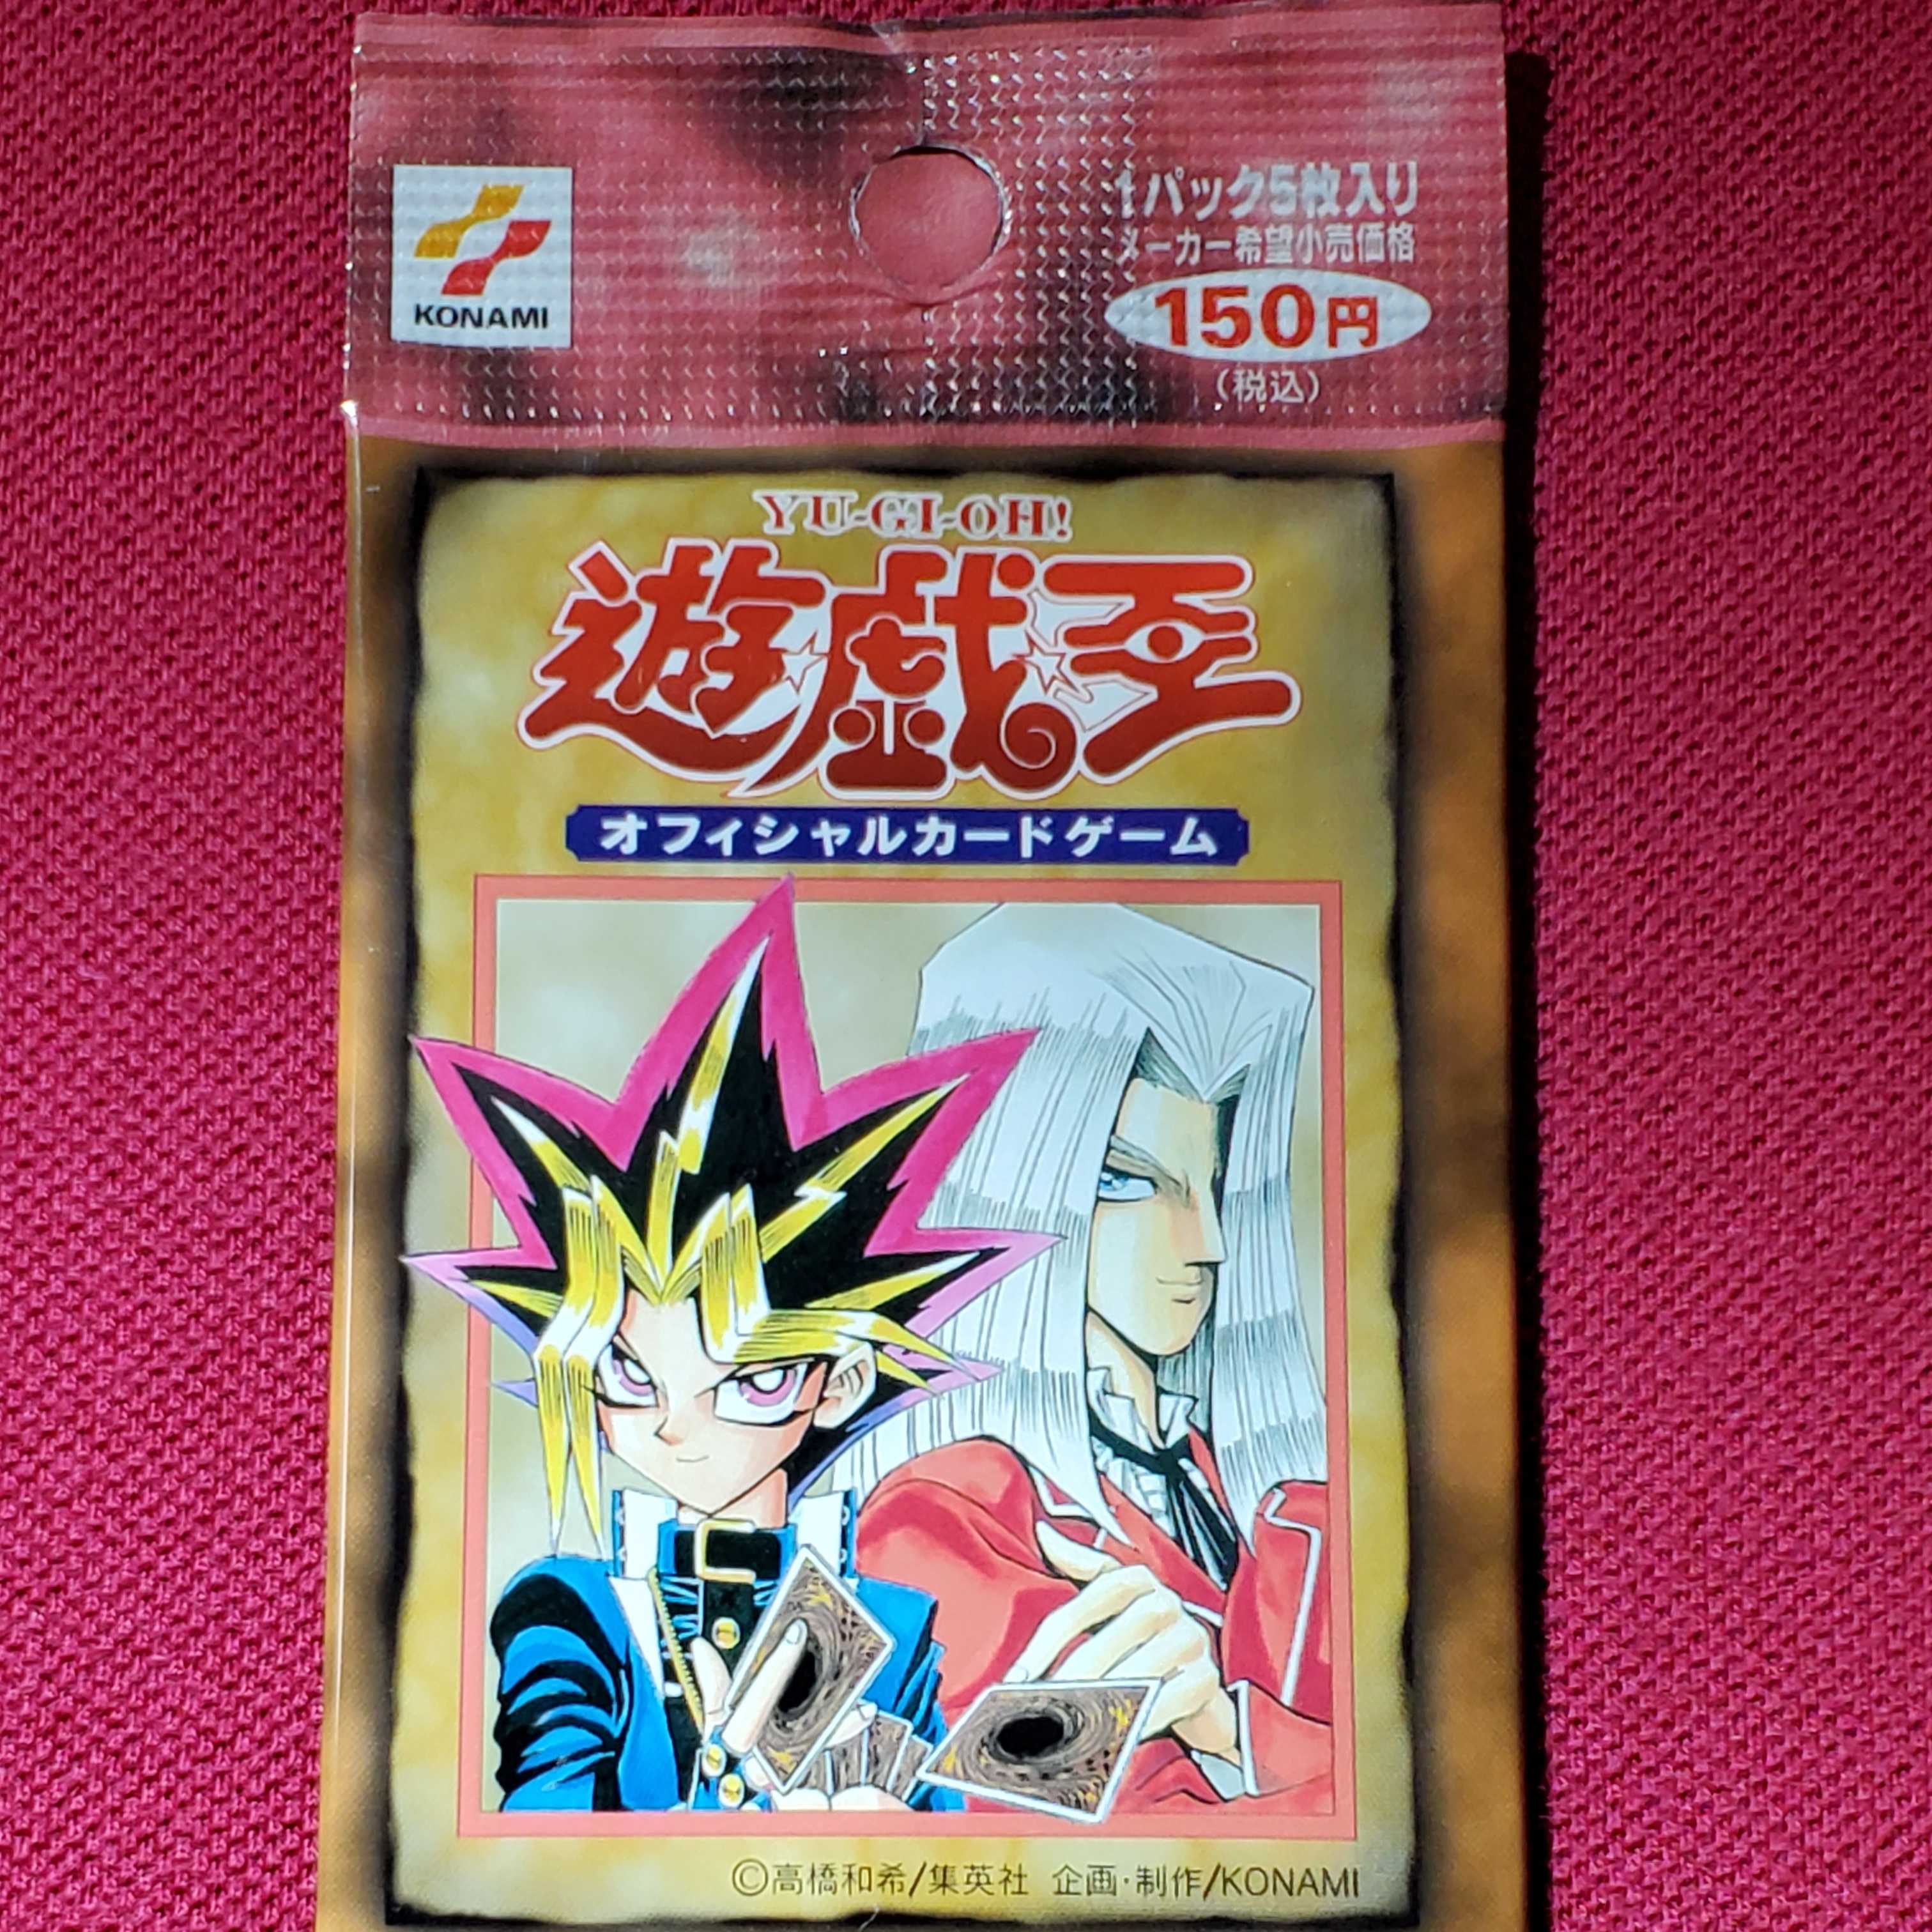 KONAMI
1パック5枚入り
メーカー希望小売価格
150円
(税込)
YU-GI-OH!
遊☆戯☆王
オフィシャルカードゲーム
©高橋和希/集英社 企画・制作/KONAMI